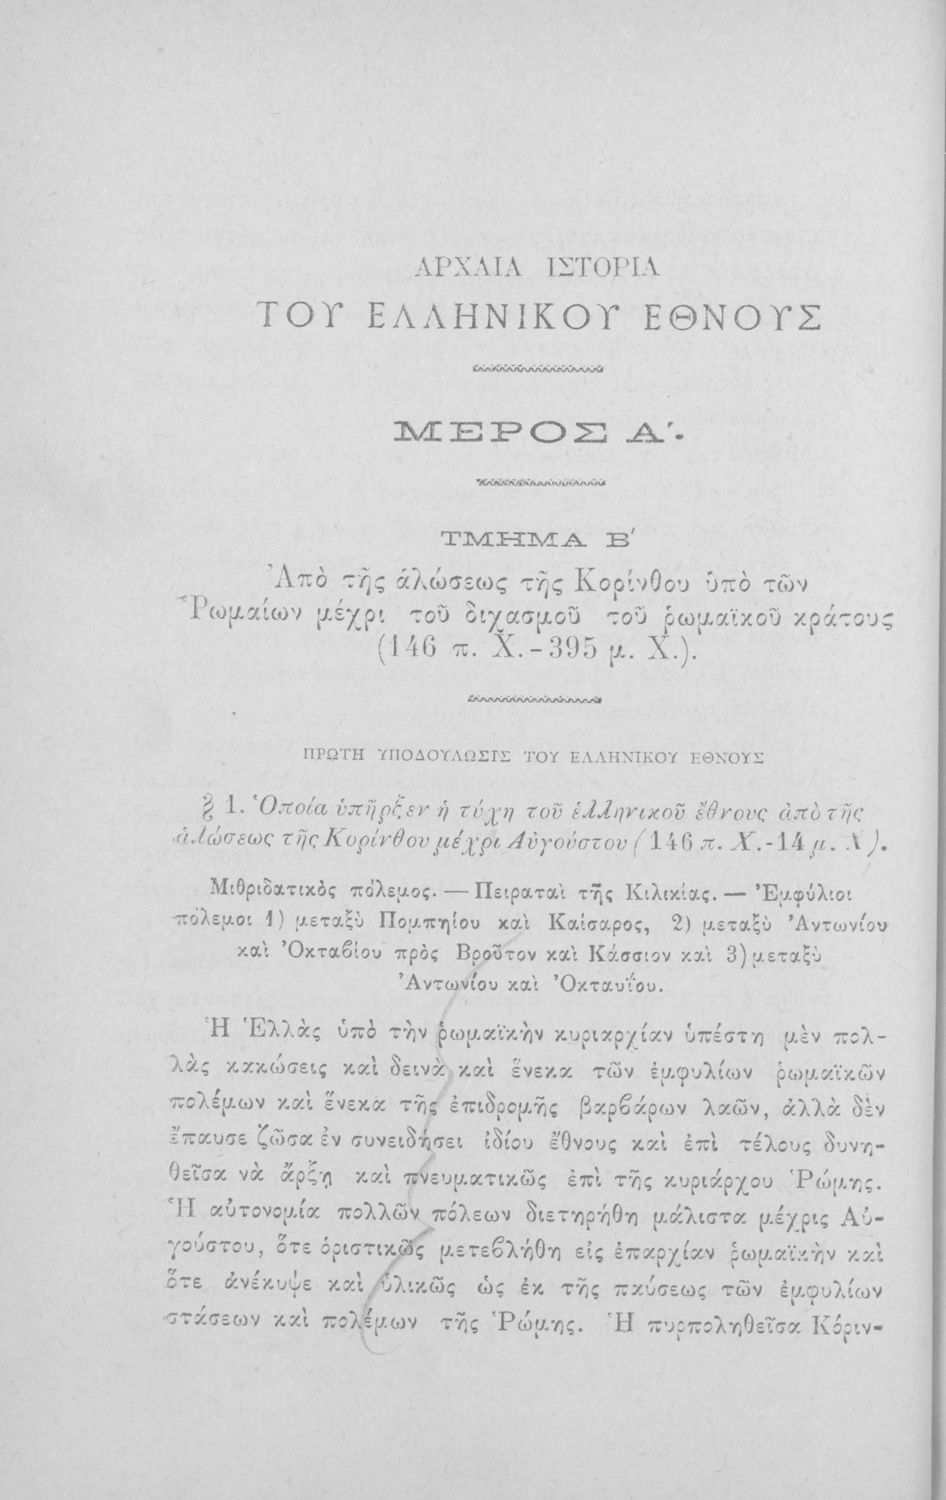 ΑΡΧΑΙΑ ΙΣΤΟΡΙΑ
ΤΟΥ ΕΛΛΗΝΙΚΟΥ ΕΘΝΟΥΣ
ΜΕΡΟΣ Α΄.
ΤΜΗΜΑ Β΄
Ἀπὸ τῆς ἁλώσεως τῆς Κορίνθου ὑπὸ τῶν
Ῥωμαίων μέχρι τοῦ διχασμοῦ τοῦ ῥωμαϊκοῦ κράτους
(146 π. Χ.-395 μ. Χ.).
ΠΡΩΤΗ ΥΠΟΔΟΥΛΩΣΙΣ ΤΟΥ ΕΛΛΗΝΙΚΟΥ ΕΘΝΟΥΣ
§ 1. Ὁποία ὑπῆρξεν ἡ τύχη τοῦ ἑλληνικοῦ ἔθνους ἀπὸ τῆς
ἁλώσεως τῆς Κορίνθου μέχρι Αὐγούστου (146 π. Χ.-14 μ. Χ).
Μιθριδατικὸς πόλεμος. — Πειραταὶ τῆς Κιλικίας. — Ἐμφύλιοι
πόλεμοι 1) μεταξὺ Πομπηίου καὶ Καίσαρος, 2) μεταξὺ Ἀντωνίου
καὶ Ὀκταβίου πρὸς Βροῦτον καὶ Κάσσιον καὶ 3) μεταξὺ
Ἀντωνίου καὶ Ὀκταυΐου.
Ἡ Ἑλλὰς ὑπὸ τὴν ῥωμαϊκὴν κυριαρχίαν ὑπέστη μὲν πολ-
λὰς κακώσεις καὶ δεινὰ καὶ ἕνεκα τῶν ἐμφυλίων ῥωμαϊκῶν
πολέμων καὶ ἕνεκα τῆς ἐπιδρομῆς βαρβάρων λαῶν, ἀλλὰ δὲν
ἔπαυσε ζῶσα ἐν συνειδήσει ἰδίου ἔθνους καὶ ἐπὶ τέλους δυνη-
θεῖσα νὰ ἄρξῃ καὶ πνευματικῶς ἐπὶ τῆς κυριάρχου Ῥώμης.
Ἡ αὐτονομία πολλῶν πόλεων διετηρήθη μάλιστα μέχρις Αὐ-
γούστου, ὅτε ὁριστικῶς μετεβλήθη εἰς ἐπαρχίαν ῥωμαϊκὴν καὶ
ὅτε ἀνέκυψε καὶ ὑλικῶς ὡς ἐκ τῆς παύσεως τῶν ἐμφυλίων
στάσεων καὶ πολέμων τῆς Ῥώμης. Ἡ πυρποληθεῖσα Κόριν-